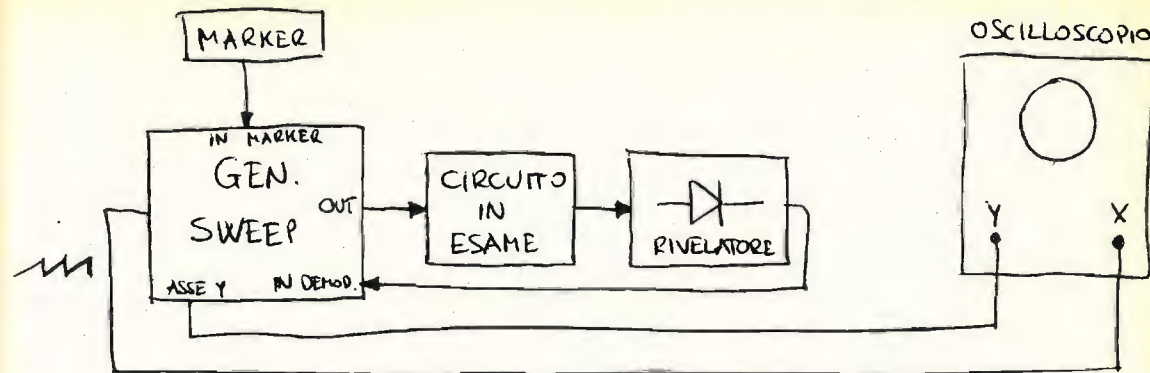 MARKER
OSCILLOSCOPIO
IN MARKER
GEN.
SWEEP
OUT
ASSE Y
IN DEMOD.
CIRCUITO
IN
ESAME
RIVELATORE
Y
X